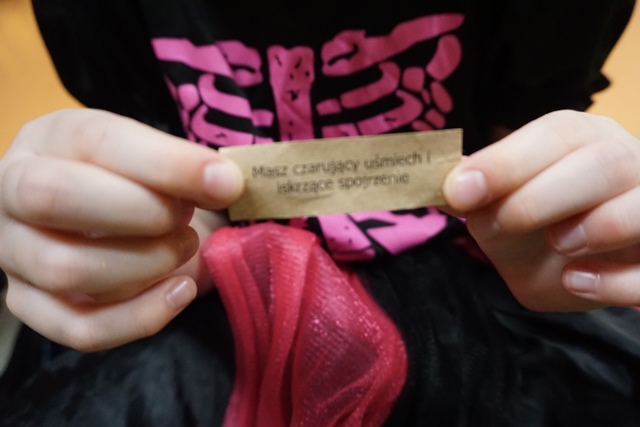 Masz czarujący uśmiech i
iskrzące spojrzenie